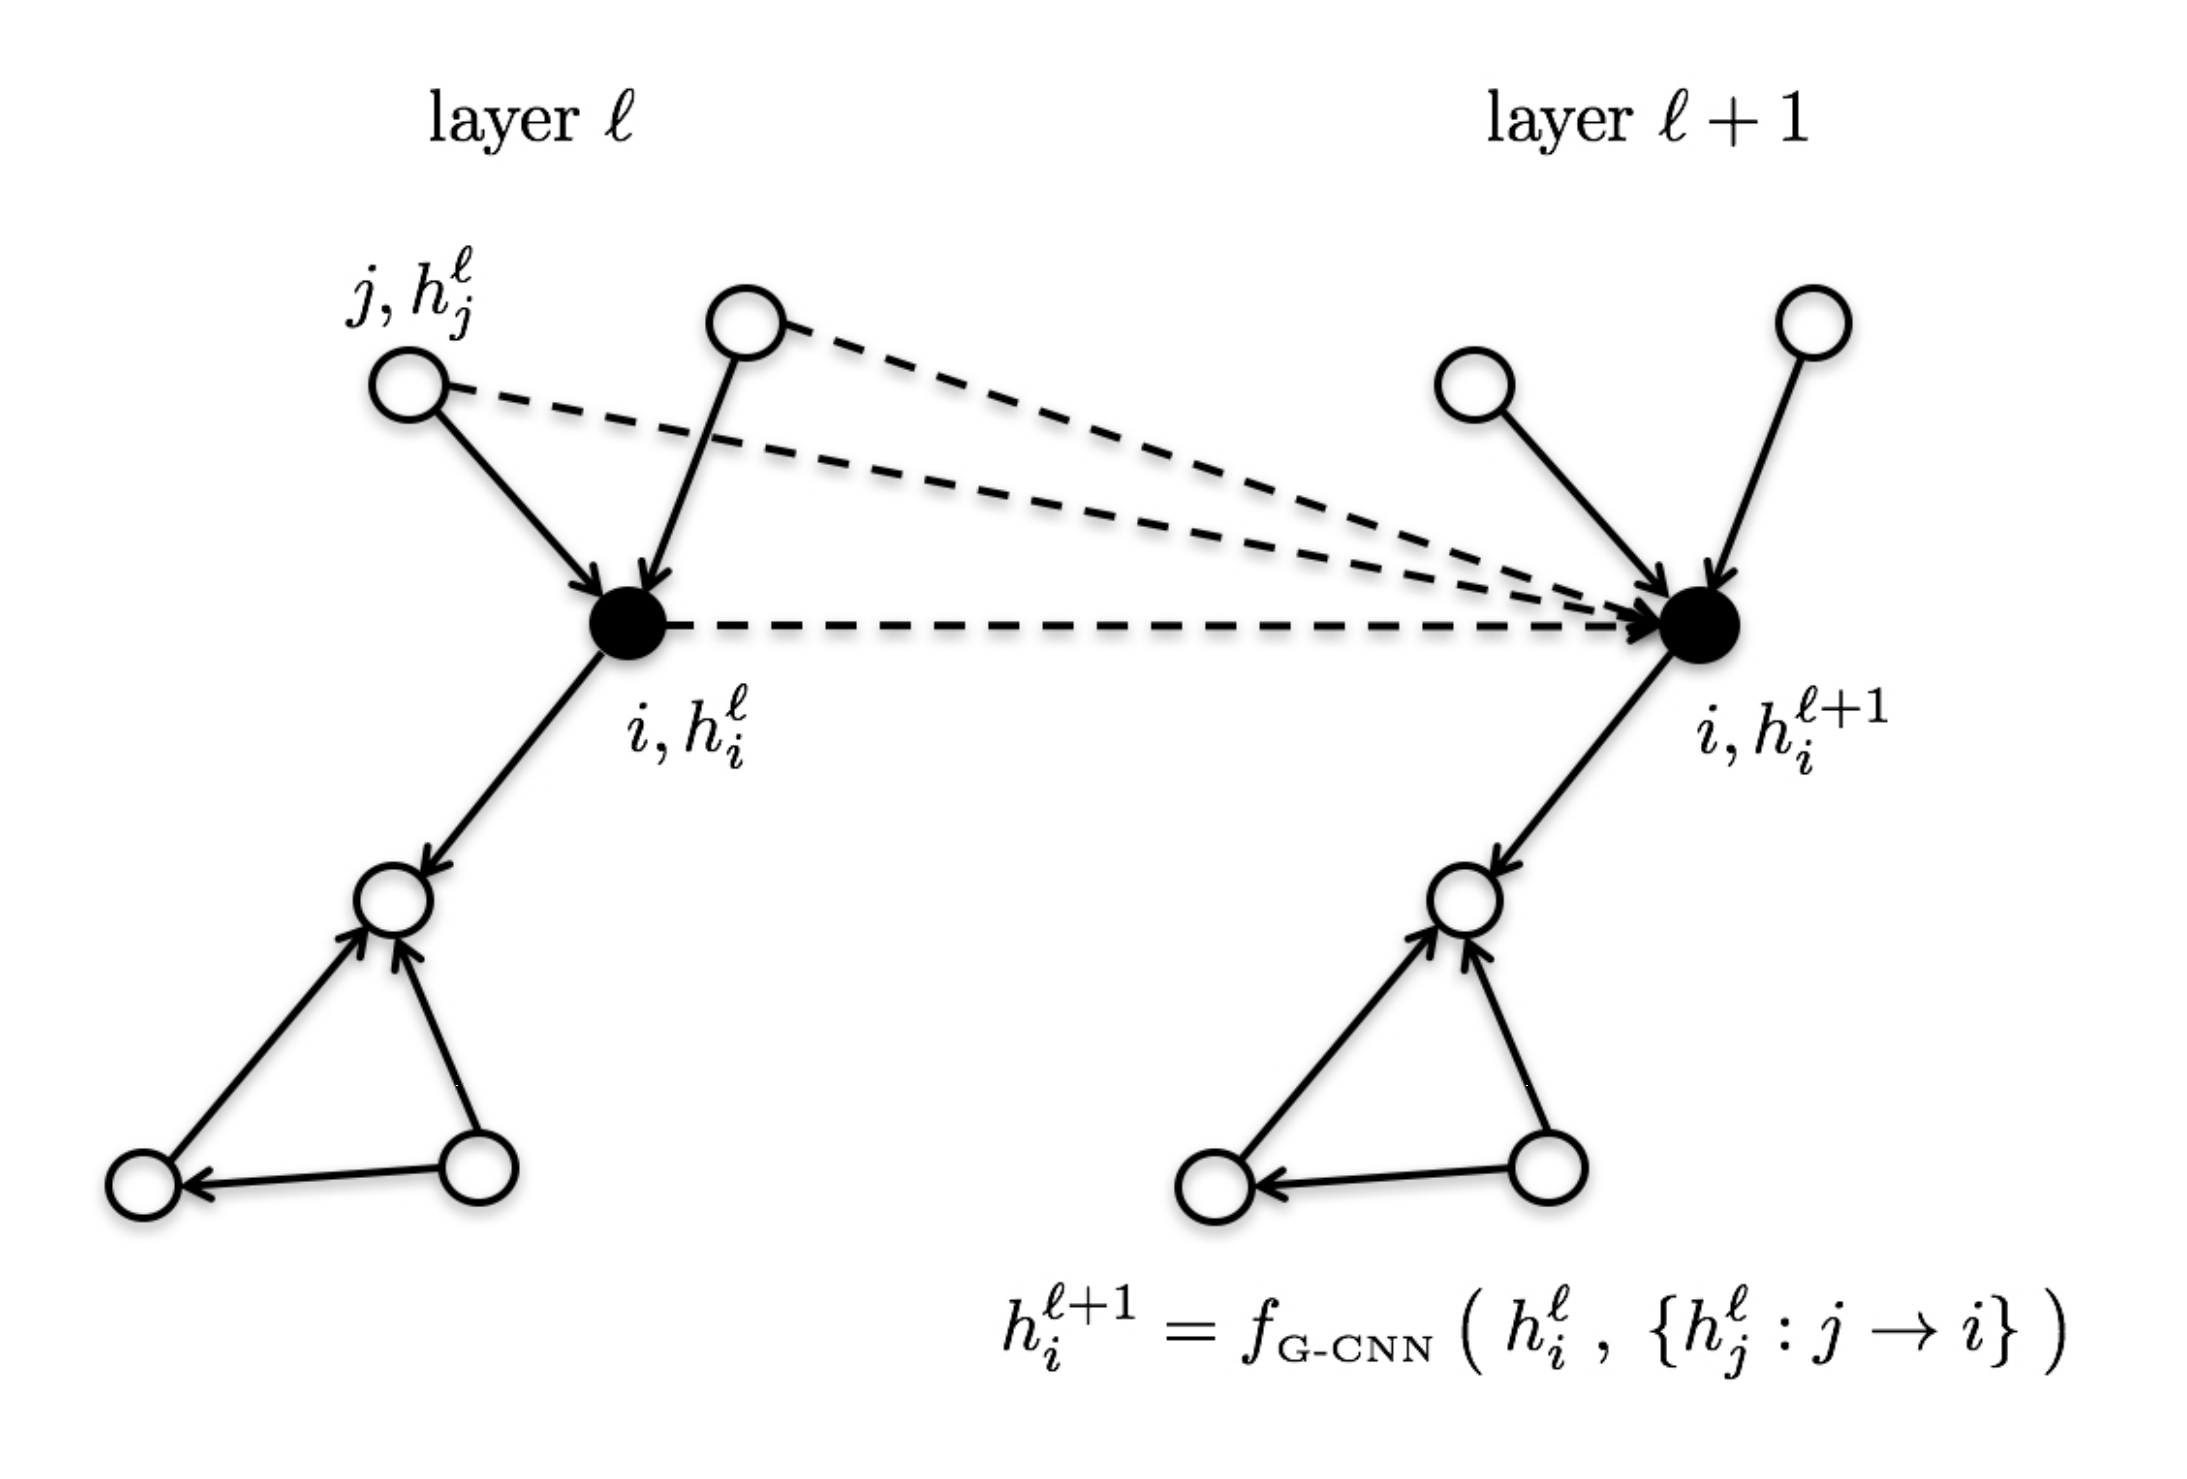 layer ℓ
layer ℓ + 1
j, h_j^ℓ
i, h_i^ℓ
i, h_i^{ℓ+1}
h_i^{ℓ+1} = f_{G-CNN} ( h_i^ℓ , {h_j^ℓ : j → i} )